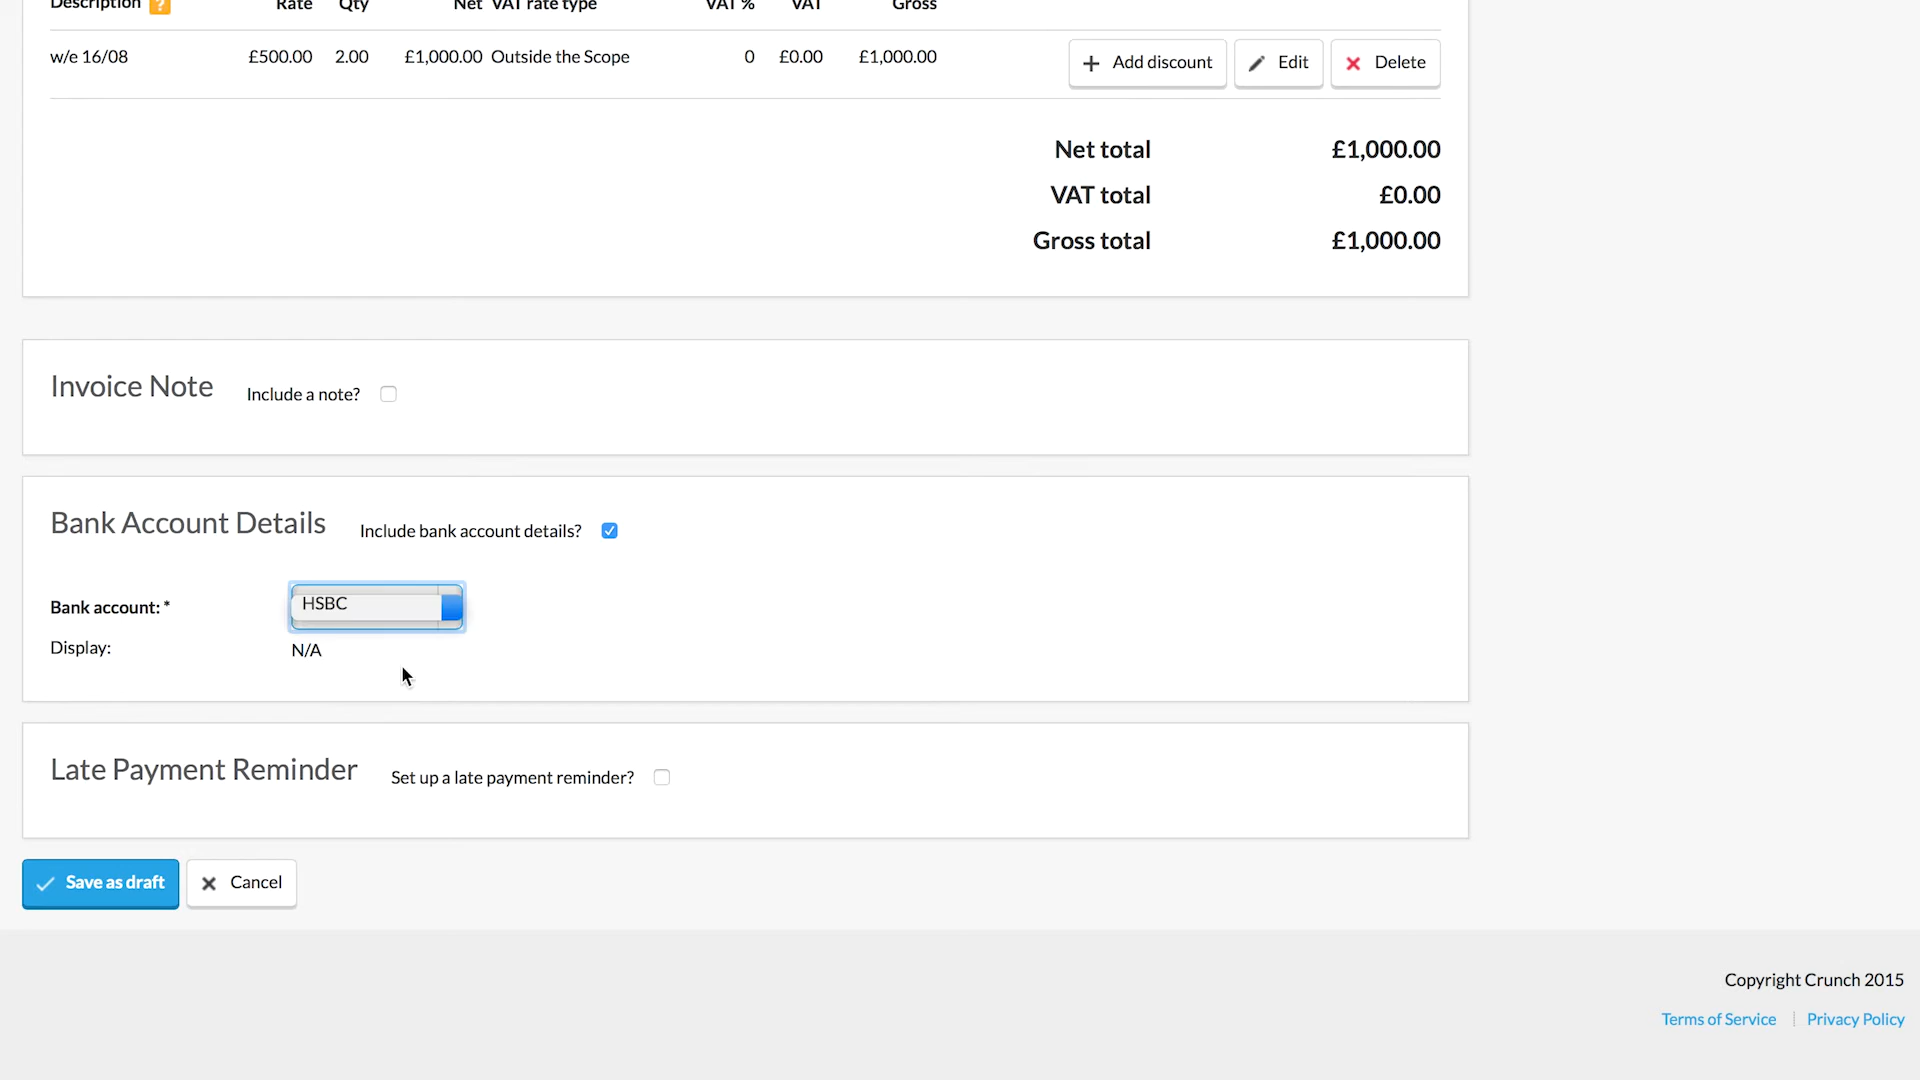 Description ? Rate Qty Net VAT rate type VAT % VAT Gross
w/e 16/08 £500.00 2.00 £1,000.00 Outside the Scope 0 £0.00 £1,000.00 Add discount Edit Delete
Net total £1,000.00
VAT total £0.00
Gross total £1,000.00
Invoice Note Include a note?
Bank Account Details Include bank account details?
Bank account: * HSBC
Display: N/A
Late Payment Reminder Set up a late payment reminder?
Save as draft Cancel
Copyright Crunch 2015
Terms of Service | Privacy Policy